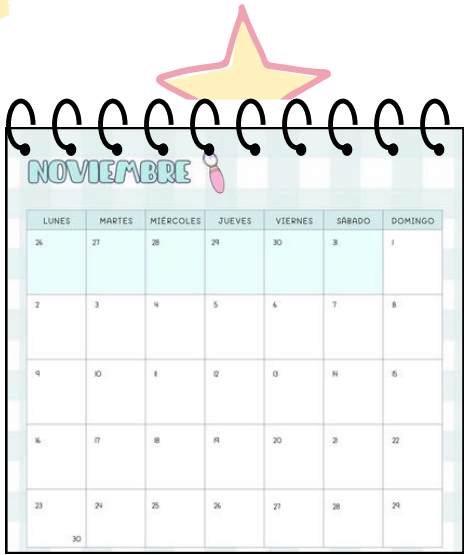 NOVIEMBRE
LUNES MARTES MIÉRCOLES JUEVES VIERNES SÁBADO DOMINGO
26 27 28 29 30 31 1
2 3 4 5 6 7 8
9 10 11 12 13 14 15
16 17 18 19 20 21 22
23 24 25 26 27 28 29
30